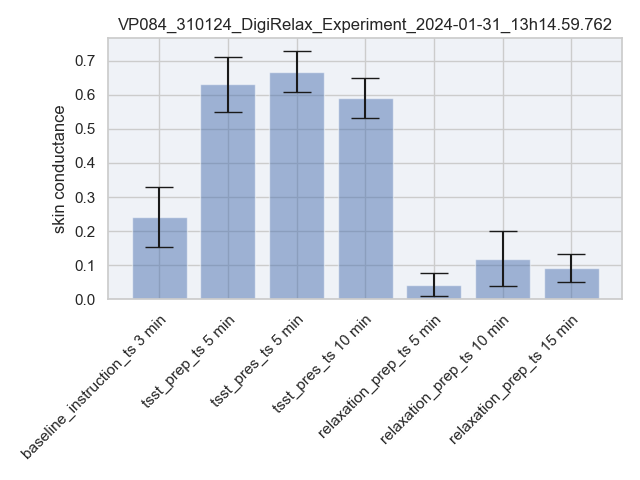 VP084_310124_DigiRelax_Experiment_2024-01-31_13h14.59.762
skin conductance
0.7
0.6
0.5
0.4
0.3
0.2
0.1
0.0
baseline_instruction_ts 3 min
tsst_prep_ts 5 min
tsst_pres_ts 5 min
tsst_pres_ts 10 min
relaxation_prep_ts 5 min
relaxation_prep_ts 10 min
relaxation_prep_ts 15 min